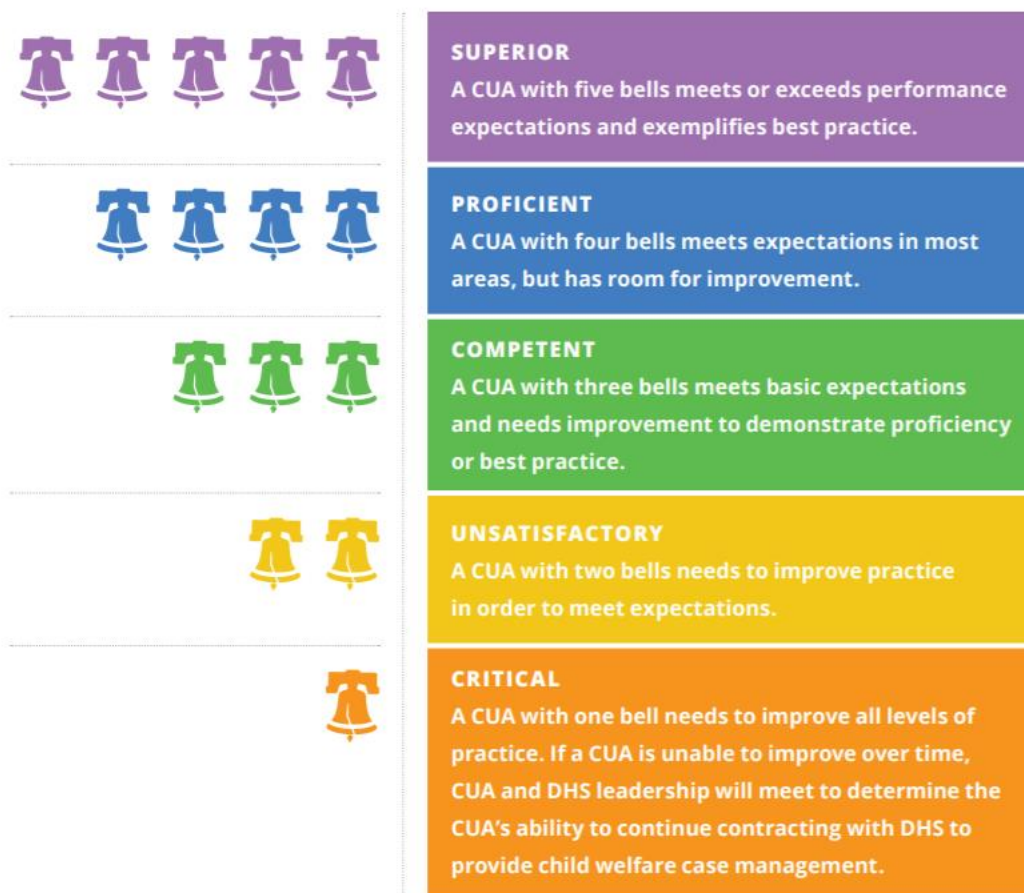 SUPERIOR
A CUA with five bells meets or exceeds performance
expectations and exemplifies best practice.
PROFICIENT
A CUA with four bells meets expectations in most
areas, but has room for improvement.
COMPETENT
A CUA with three bells meets basic expectations
and needs improvement to demonstrate proficiency
or best practice.
UNSATISFACTORY
A CUA with two bells needs to improve practice
in order to meet expectations.
CRITICAL
A CUA with one bell needs to improve all levels of
practice. If a CUA is unable to improve over time,
CUA and DHS leadership will meet to determine the
CUA’s ability to continue contracting with DHS to
provide child welfare case management.